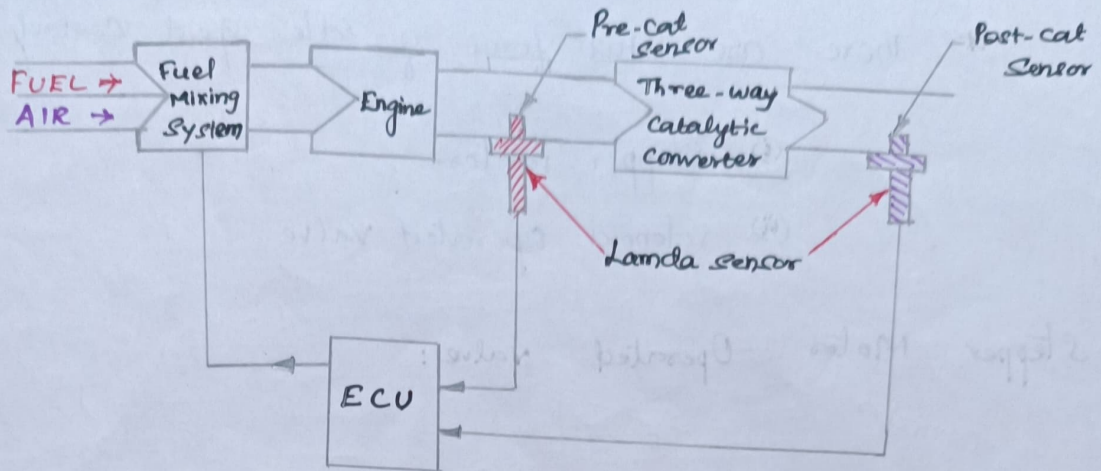 Pre-cat
sensor
Post-cat
Sensor
FUEL →
AIR →
Fuel
Mixing
System
Engine
Three-way
Catalytic
Converter
Lamda sensor
ECU